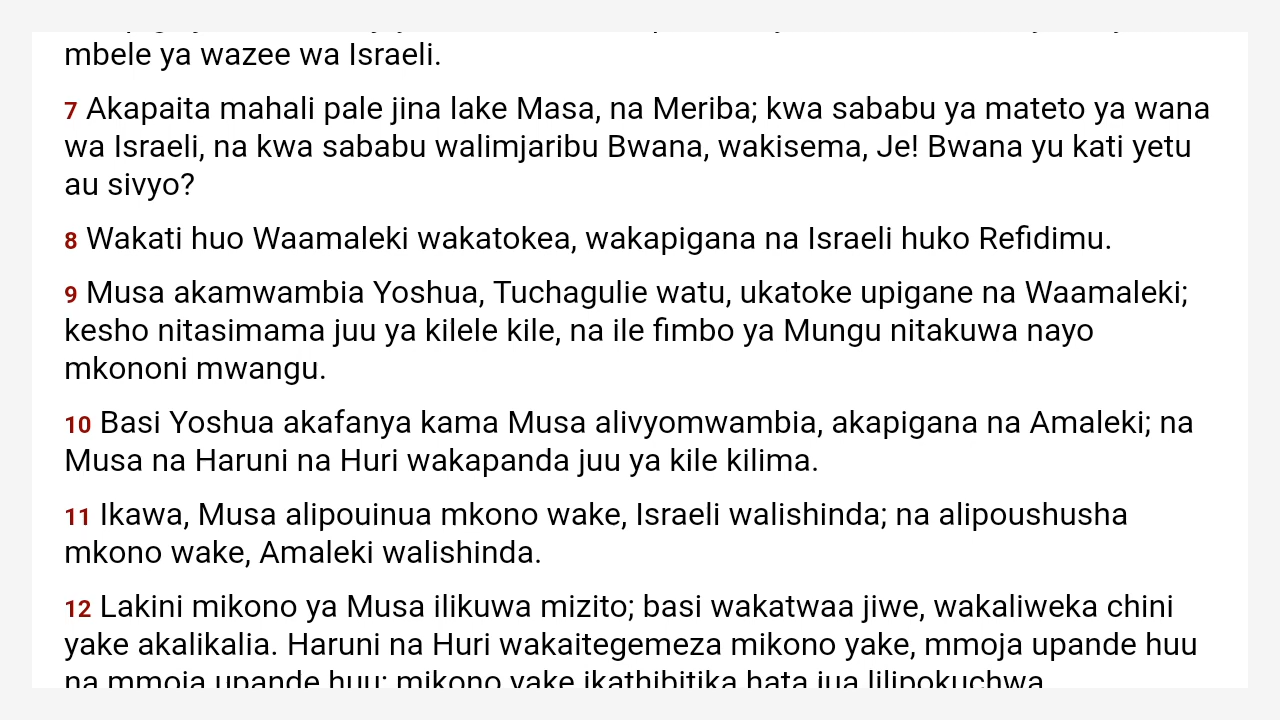 mbele ya wazee wa Israeli.
7 Akapaita mahali pale jina lake Masa, na Meriba; kwa sababu ya mateto ya wana
wa Israeli, na kwa sababu walimjaribu Bwana, wakisema, Je! Bwana yu kati yetu
au sivyo?
8 Wakati huo Waamaleki wakatokea, wakapigana na Israeli huko Refidimu.
9 Musa akamwambia Yoshua, Tuchagulie watu, ukatoke upigane na Waamaleki;
kesho nitasimama juu ya kilele kile, na ile fimbo ya Mungu nitakuwa nayo
mkononi mwangu.
10 Basi Yoshua akafanya kama Musa alivyomwambia, akapigana na Amaleki; na
Musa na Haruni na Huri wakapanda juu ya kile kilima.
11 Ikawa, Musa alipouinua mkono wake, Israeli walishinda; na alipoushusha
mkono wake, Amaleki walishinda.
12 Lakini mikono ya Musa ilikuwa mizito; basi wakatwaa jiwe, wakaliweka chini
yake akalikalia. Haruni na Huri wakaitegemeza mikono yake, mmoja upande huu
na mmoja upande huu; mikono yake ikathibitika hata jua lilipokuchwa.